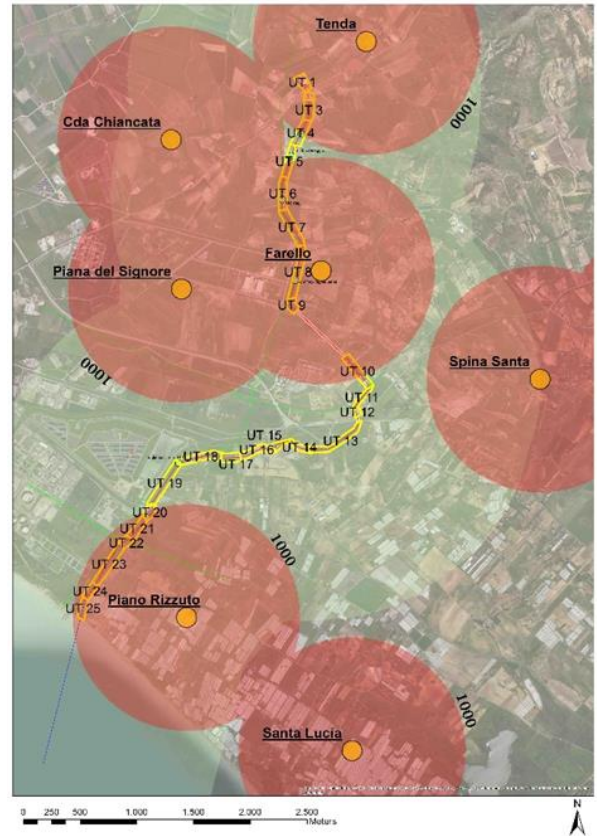 Tenda
UT 1
UT 3
1000
Cda Chiancata
UT 4
UT 5
UT 6
UT 7
Farello
Piana del Signore
UT 8
UT 9
1000
UT 10
Spina Santa
UT 11
UT 12
UT 15
UT 13
UT 14
UT 16
UT 18
UT 17
UT 19
UT 20
UT 21
UT 22
1000
UT 23
UT 24
Piano Rizzuto
UT 25
1000
Santa Lucia
N
0 250 500 1.000 1.500 2.000 2.500
Meters